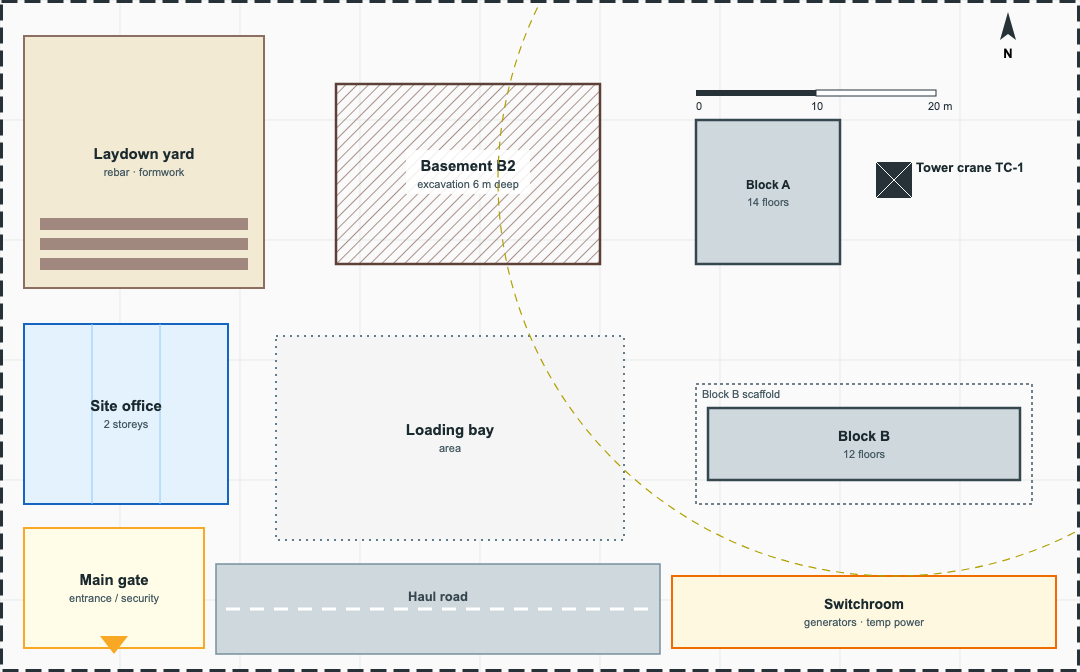 N
0 10 20 m
Laydown yard
rebar · formwork
Basement B2
excavation 6 m deep
Block A
14 floors
Tower crane TC-1
Site office
2 storeys
Loading bay
area
Block B scaffold
Block B
12 floors
Main gate
entrance / security
Haul road
Switchroom
generators · temp power